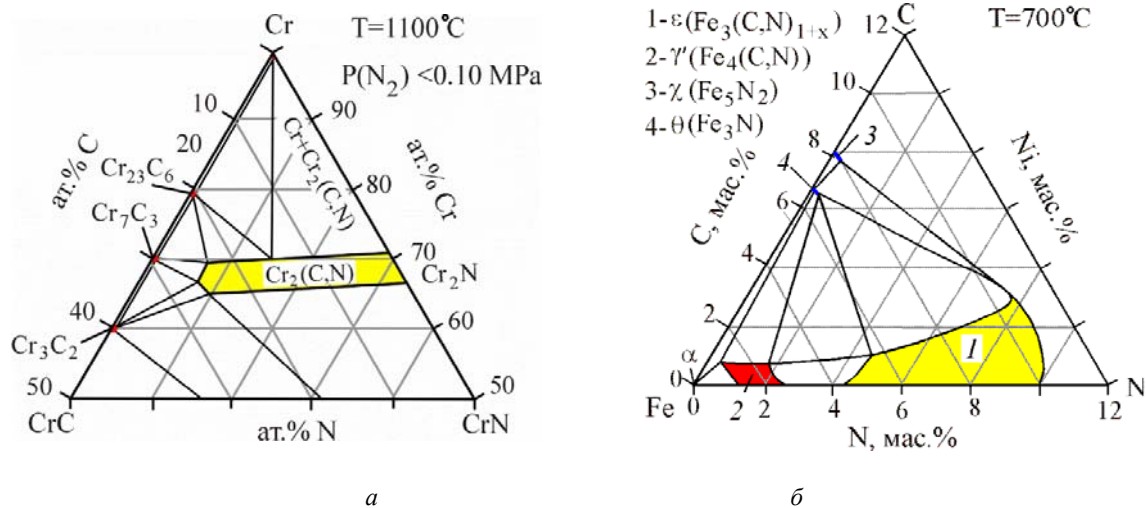 Cr
T=1100°C
P(N₂) <0.10 MPa
10
90
20
Cr+Cr₂(C,N)
ат.% C
ат.% Cr
80
Cr₂₃C₆
Cr₇C₃
70
Cr₂(C,N)
Cr₂N
40
60
Cr₃C₂
50
50
CrC
ат.% N
CrN
а
1-ε(Fe₃(C,N)₁₊ₓ)
2-γ'(Fe₄(C,N))
3-χ (Fe₅N₂)
4-θ(Fe₃N)
C
12
T=700°C
10
8
3
4
6
C, мас.%
Ni, мас.%
4
2
α
1
0
2
N
Fe
0
2
4
6
8
10
12
N, мас.%
б